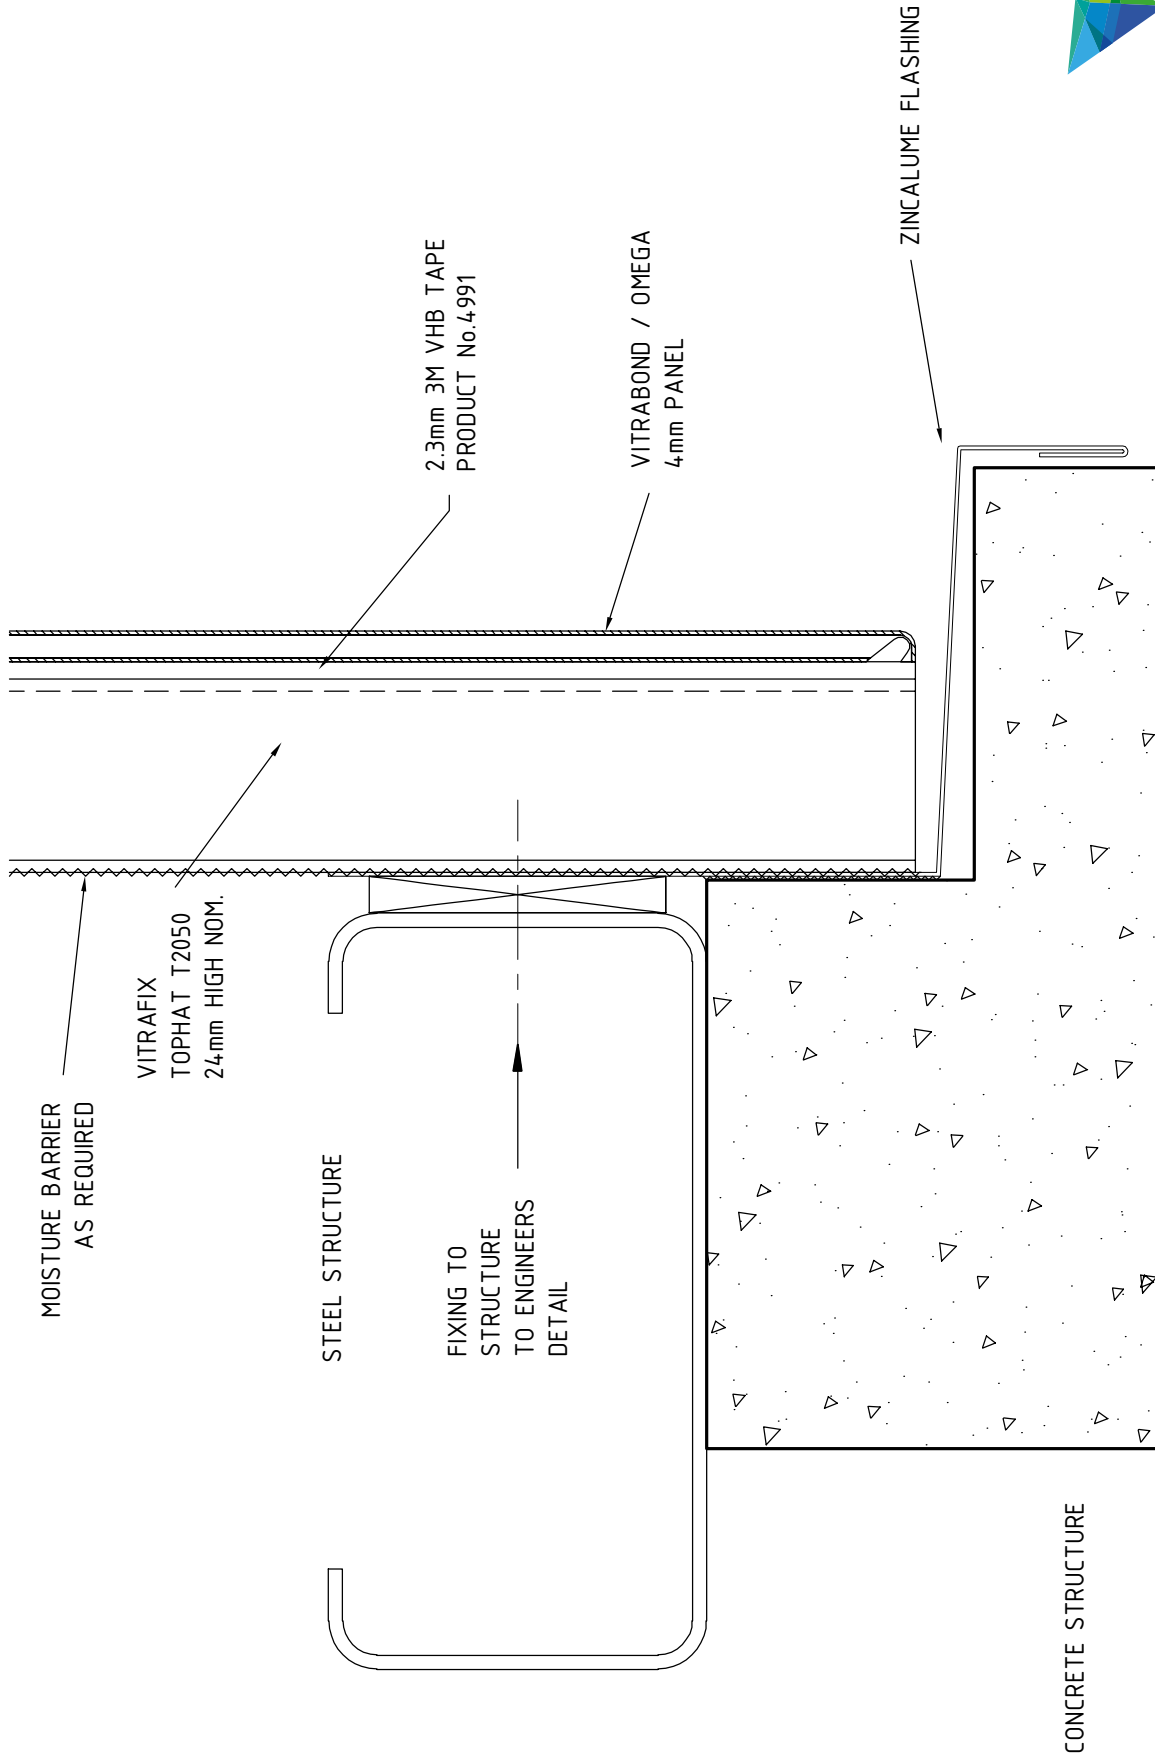 MOISTURE BARRIER
AS REQUIRED
VITRAFIX
TOPHAT T2050
24mm HIGH NOM.
STEEL STRUCTURE
FIXING TO
STRUCTURE
TO ENGINEERS
DETAIL
2.3mm 3M VHB TAPE
PRODUCT No.4991
VITRABOND / OMEGA
4mm PANEL
ZINCALUME FLASHING
CONCRETE STRUCTURE